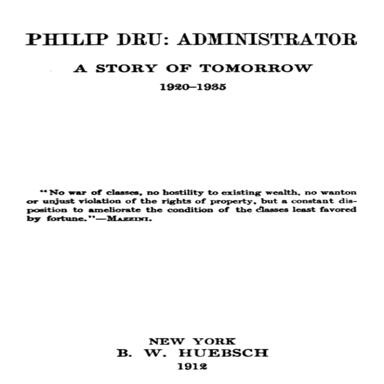 PHILIP DRU: ADMINISTRATOR
A STORY OF TOMORROW
1920–1935
"No war of classes, no hostility to existing wealth, no wanton
or unjust violation of the rights of property, but a constant dis-
position to ameliorate the condition of the classes least favored
by fortune."—MAZZINI.
NEW YORK
B. W. HUEBSCH
1912